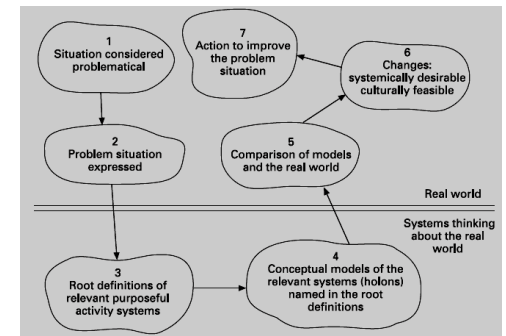 1
Situation considered
problematical
2
Problem situation
expressed
3
Root definitions of
relevant purposeful
activity systems
4
Conceptual models of the
relevant systems (holons)
named in the root
definitions
5
Comparison of models
and the real world
6
Changes:
systemically desirable
culturally feasible
7
Action to improve
the problem
situation
Real world
Systems thinking
about the real
world